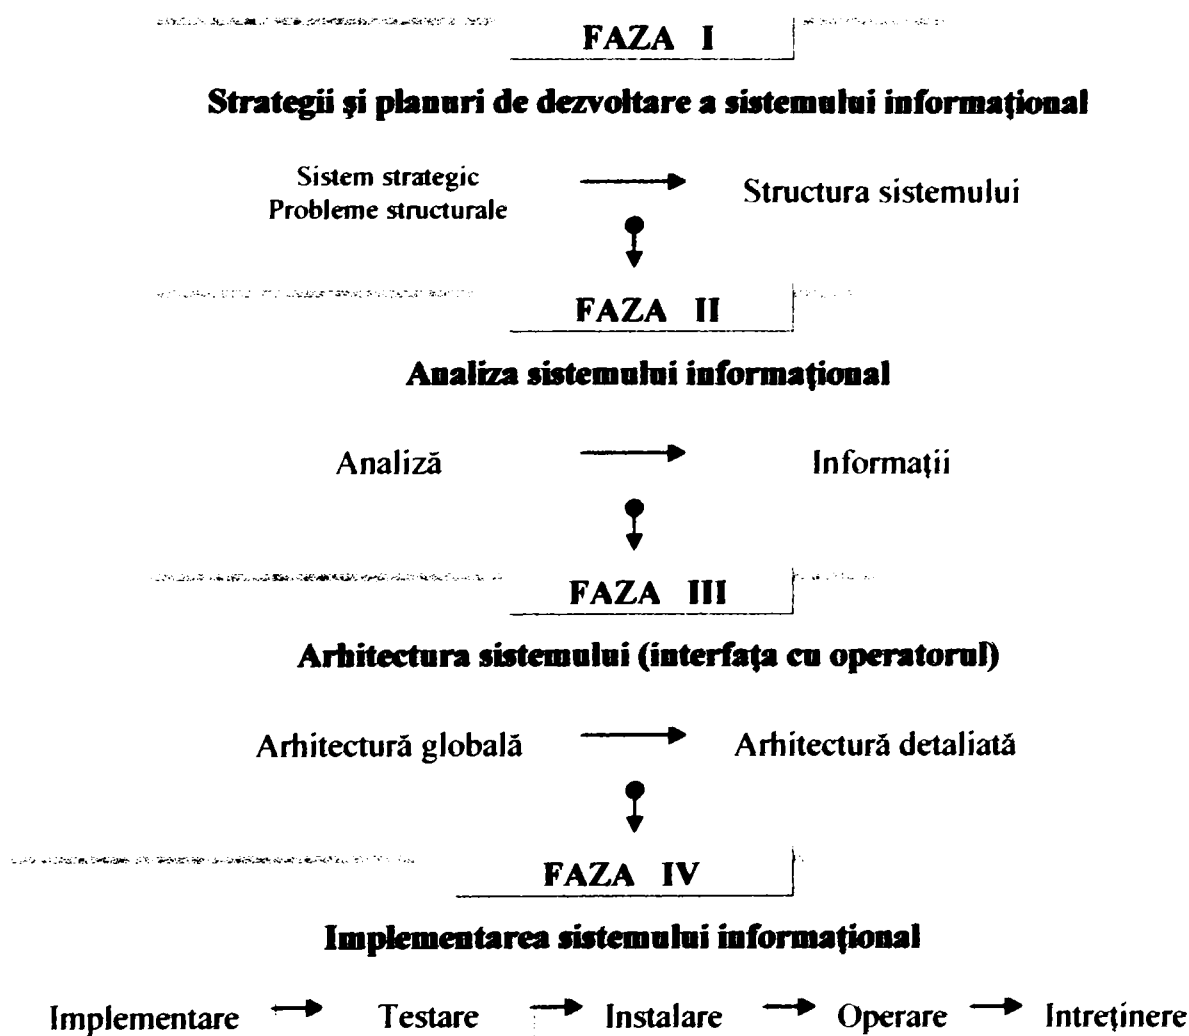 FAZA I
Strategii şi planuri de dezvoltare a sistemului informaţional
Sistem strategic
Probleme structurale
Structura sistemului
FAZA II
Analiza sistemului informaţional
Analiză
Informaţii
FAZA III
Arhitectura sistemului (interfaţa cu operatorul)
Arhitectură globală
Arhitectură detaliată
FAZA IV
Implementarea sistemului informaţional
Implementare
Testare
Instalare
Operare
Intreţinere